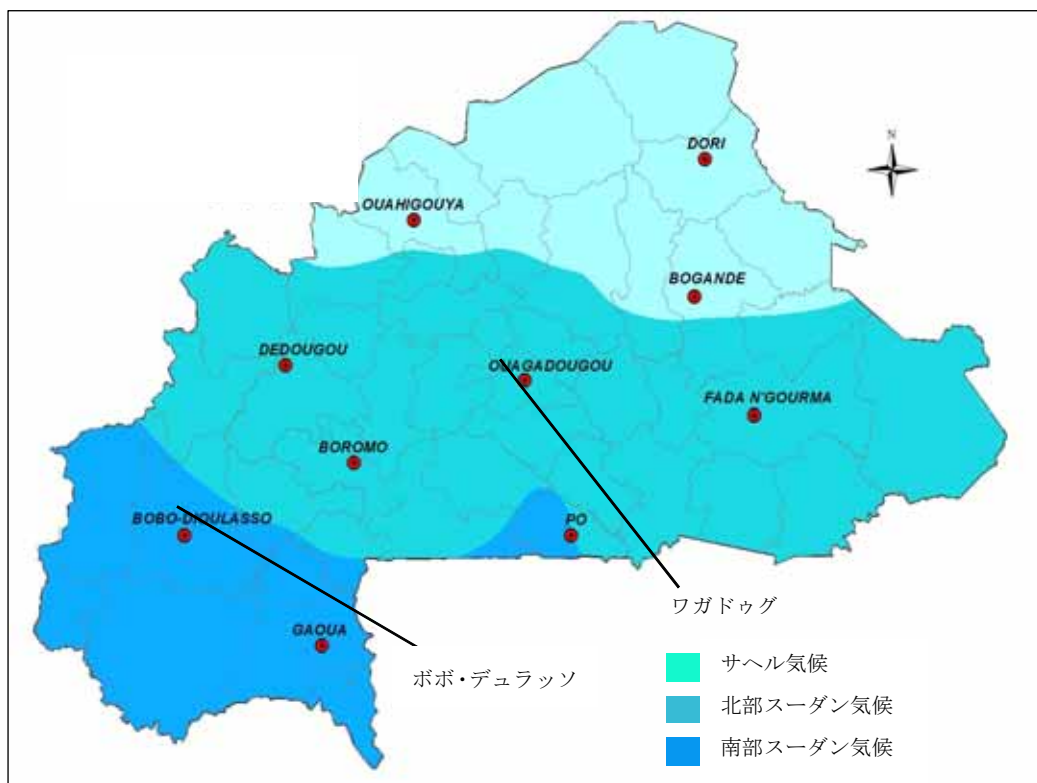 N
DORI
OUAHIGOUYA
BOGANDE
DEDOUGOU
OUAGADOUGOU
FADA N'GOURMA
BOROMO
BOBO-DIOULASSO
PO
ワガドゥグ
GAOUA
ボボ・デュラッソ
サヘル気候
北部スーダン気候
南部スーダン気候